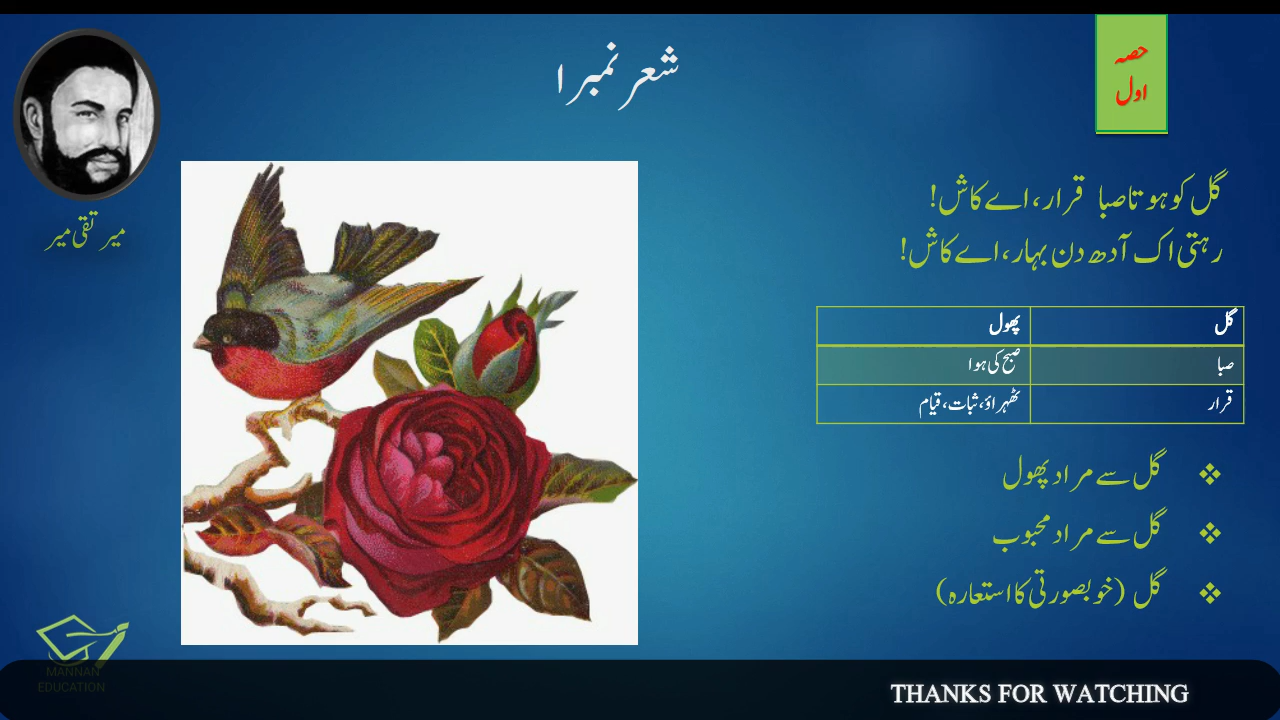 حصہ
اول
شعر نمبر ۱
میر تقی میر
گل کو ہوتا صبا قرار، اے کاش!
رہتی اک آدھ دن بہار، اے کاش!
گل پھول
صبا صبح کی ہوا
قرار ٹھہراؤ، ثبات، قیام
❖ گل سے مراد پھول
❖ گل سے مراد محبوب
❖ گل (خوبصورتی کا استعارہ)
MANNAN
EDUCATION
THANKS FOR WATCHING